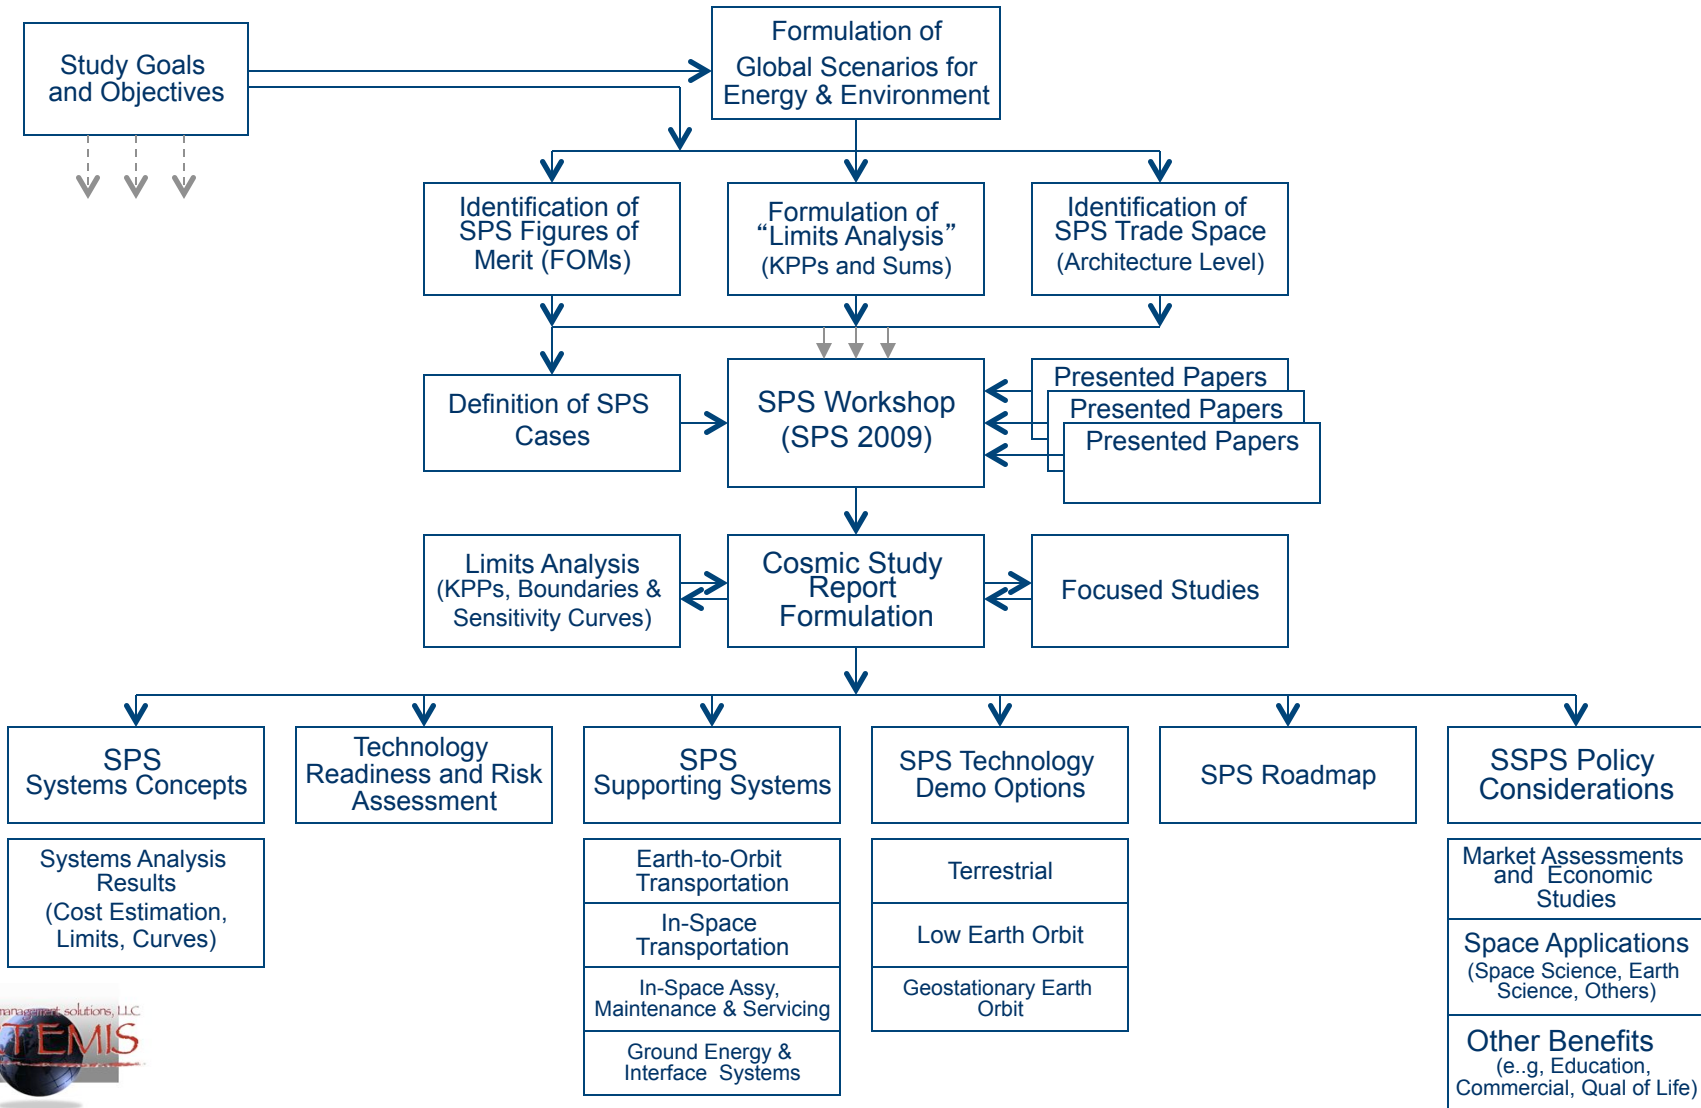 Study Goals
and Objectives
Formulation of
Global Scenarios for
Energy & Environment
Identification of
SPS Figures of
Merit (FOMs)
Formulation of
“Limits Analysis”
(KPPs and Sums)
Identification of
SPS Trade Space
(Architecture Level)
Definition of SPS
Cases
SPS Workshop
(SPS 2009)
Presented Papers
Presented Papers
Presented Papers
Limits Analysis
(KPPs, Boundaries &
Sensitivity Curves)
Cosmic Study
Report
Formulation
Focused Studies
SPS
Systems Concepts
Technology
Readiness and Risk
Assessment
SPS
Supporting Systems
SPS Technology
Demo Options
SPS Roadmap
SSPS Policy
Considerations
Systems Analysis
Results
(Cost Estimation,
Limits, Curves)
Earth-to-Orbit
Transportation
In-Space
Transportation
In-Space Assy,
Maintenance & Servicing
Ground Energy &
Interface  Systems
Terrestrial
Low Earth Orbit
Geostationary Earth
Orbit
Market Assessments
and  Economic
Studies
Space Applications
(Space Science, Earth
Science, Others)
Other Benefits
(e..g, Education,
Commercial, Qual of Life)
management solutions, LLC
TEMIS